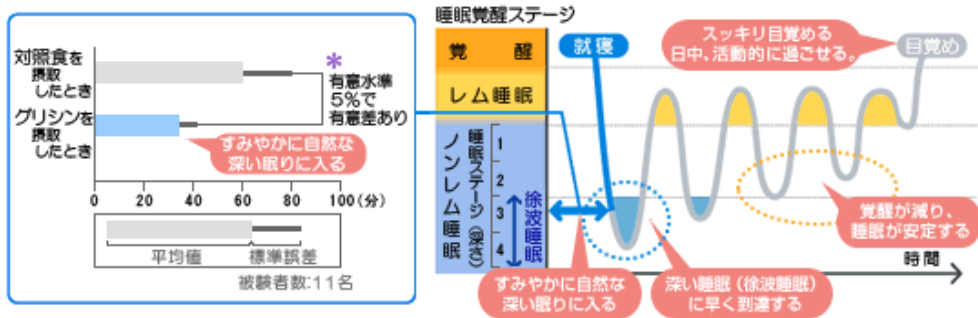 対照食を
摂取
したとき
グリシンを
摂取
したとき
*
有意水準
5%で
有意差あり
すみやかに自然な
深い眠りに入る
0 20 40 60 80 100(分)
平均値 標準誤差
被験者数:11名
睡眠覚醒ステージ
覚醒
レム睡眠
ノンレム睡眠
睡眠ステージ(深さ)
1
2
3
4
徐波睡眠
就寝
スッキリ目覚める
日中、活動的に過ごせる。
目覚め
覚醒が減り、
睡眠が安定する
時間
すみやかに自然な
深い眠りに入る
深い睡眠(徐波睡眠)
に早く到達する